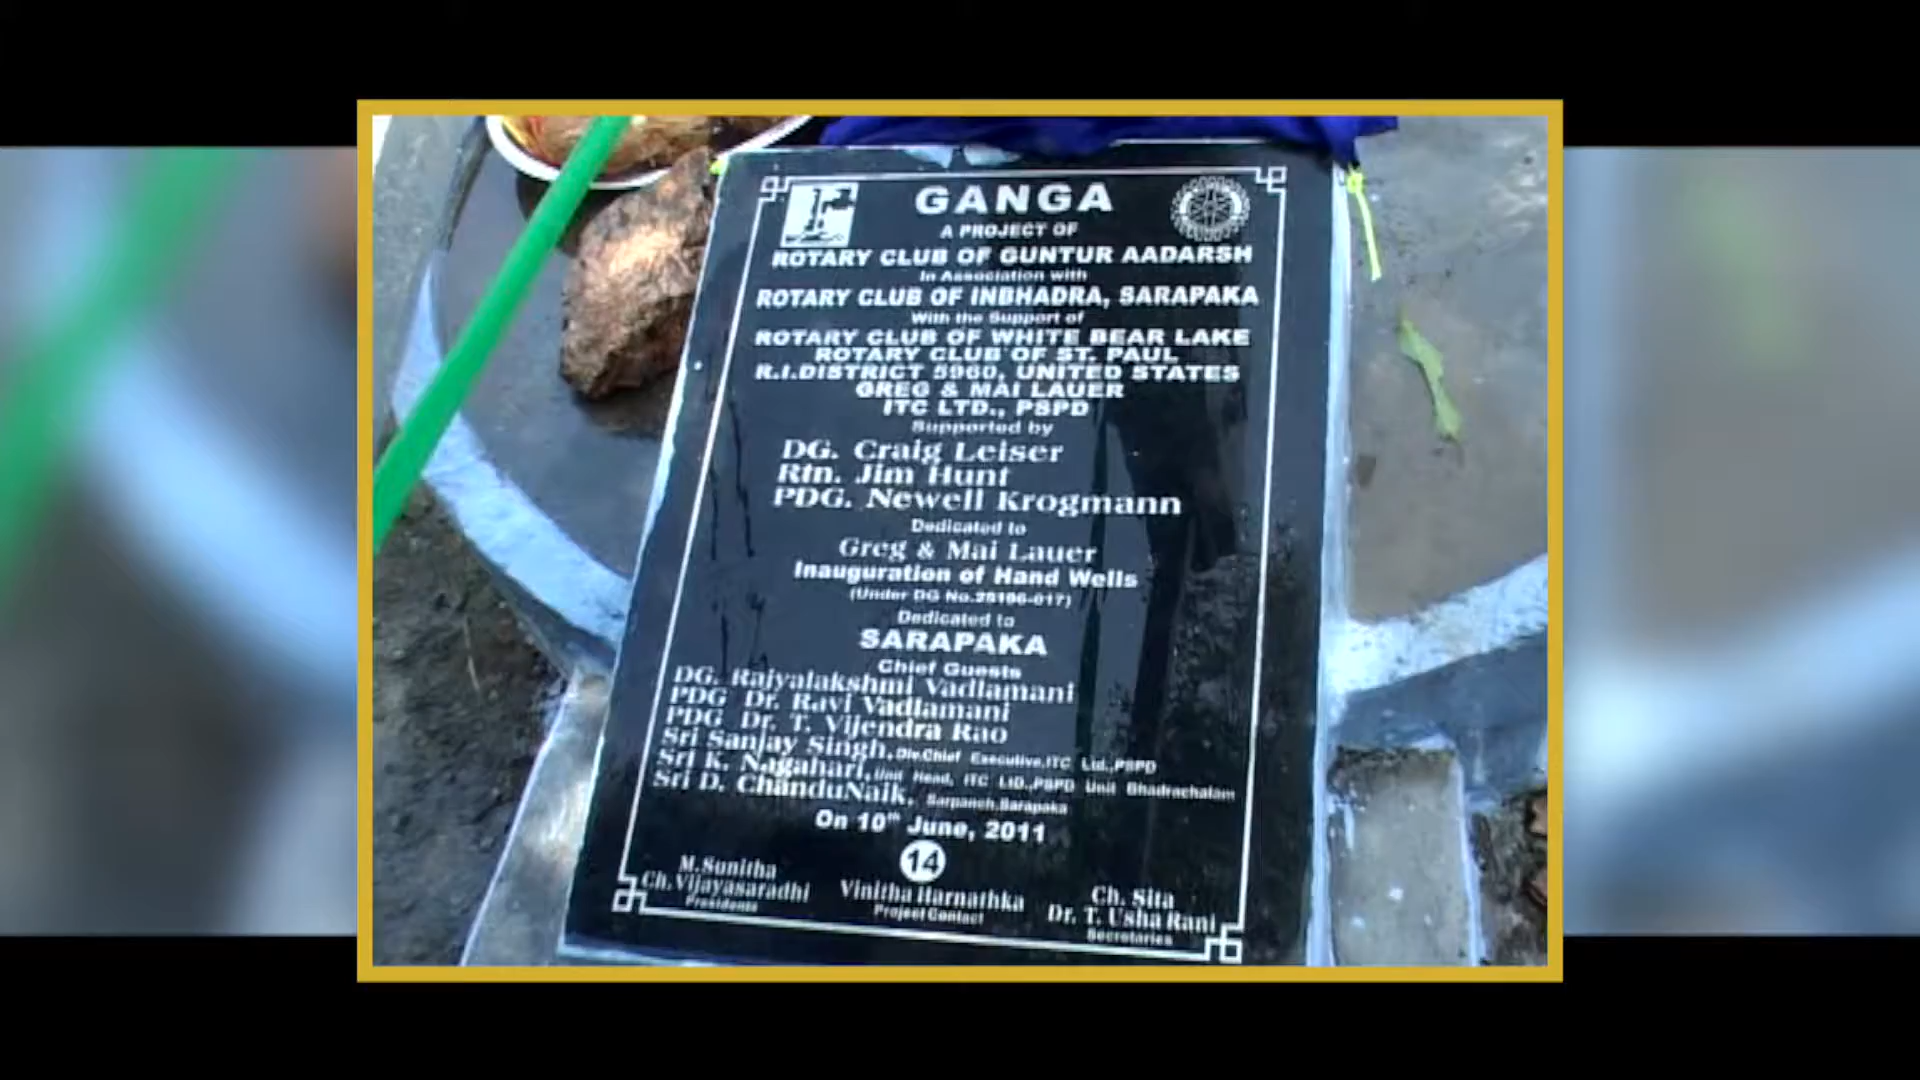 GANGA
A PROJECT OF
ROTARY CLUB OF GUNTUR AADARSH
In Association with
ROTARY CLUB OF INBHADRA, SARAPAKA
With the Support of
ROTARY CLUB OF WHITE BEAR LAKE
ROTARY CLUB OF ST. PAUL
R.I.DISTRICT 5960, UNITED STATES
GREG & MAI LAUER
ITC LTD., PSPD
Supported by
DG. Craig Leiser
Rtn. Jim Hunt
PDG. Newell Krogmann
Dedicated to
Greg & Mai Lauer
Inauguration of Hand Wells
(Under DG No.25196-017)
Dedicated to
SARAPAKA
Chief Guests
DG. Rajyalakshmi Vadlamani
PDG Dr. Ravi Vadlamani
PDG Dr. T. Vijendra Rao
Sri Sanjay Singh, Div.Chief Executive,ITC Ltd.,PSPD
Sri K. Nagahari, Unit Head, ITC LTD.,PSPD Unit Bhadrachalam
Sri D. ChanduNaik, Sarpanch,Sarapaka
On 10th June, 2011
14
M.Sunitha
Ch.Vijayasaradhi
Presidents
Vinitha Harnathka
Project Contact
Ch. Sita
Dr. T. Usha Rani
Secretaries